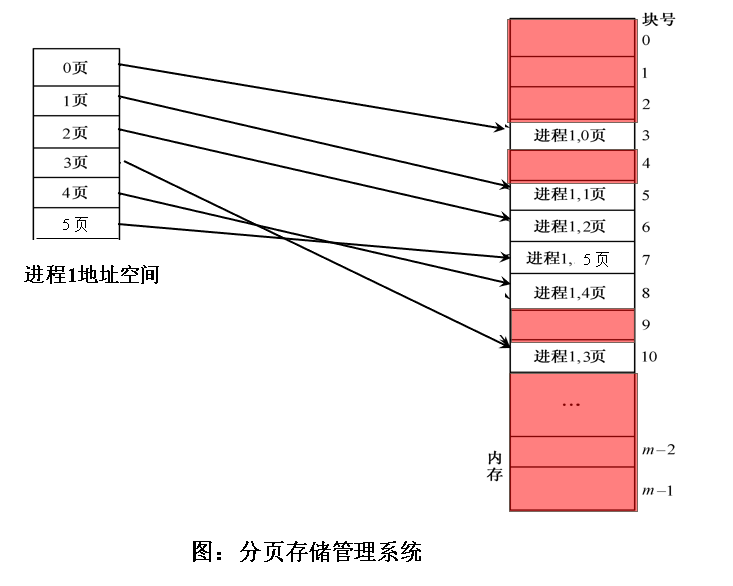 块号
0页
1页
2页
3页
4页
5页
进程1地址空间
0
1
2
进程1,0页 3
4
进程1,1页 5
进程1,2页 6
进程1, 5页 7
进程1,4页 8
9
进程1,3页 10
…
内存
m-2
m-1
图：分页存储管理系统